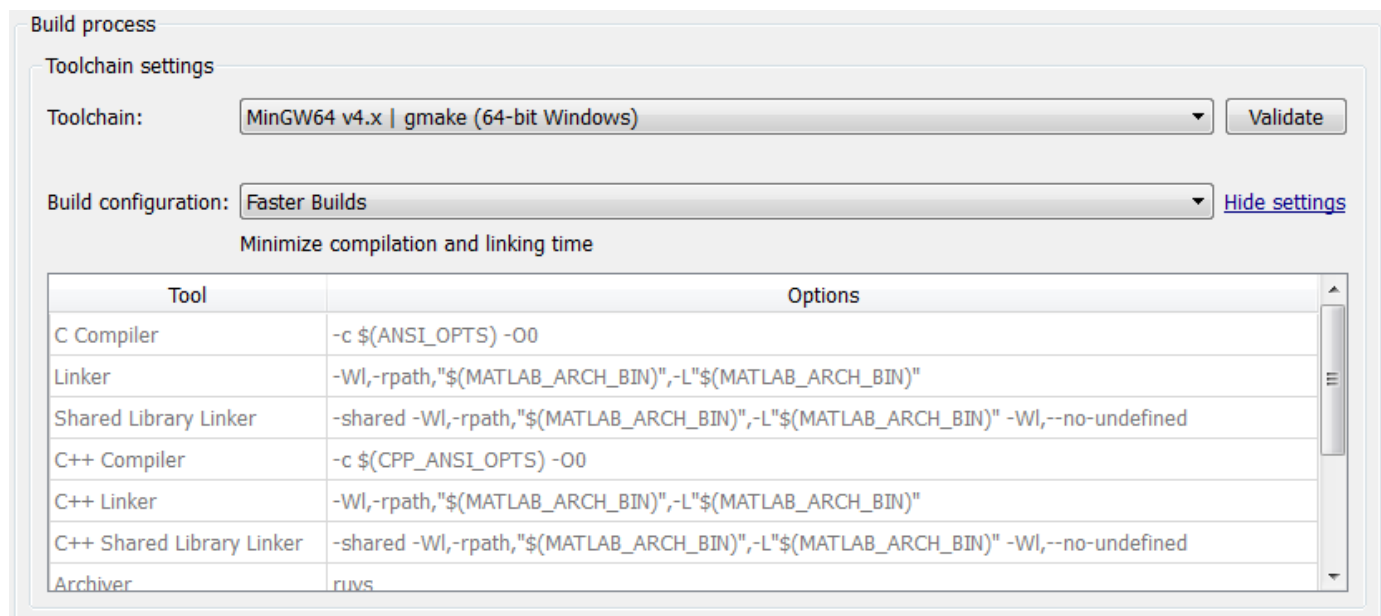 Build process
Toolchain settings
Toolchain: MinGW64 v4.x | gmake (64-bit Windows) Validate
Build configuration: Faster Builds Hide settings
Minimize compilation and linking time
Tool Options
C Compiler -c $(ANSI_OPTS) -O0
Linker -Wl,-rpath,"$(MATLAB_ARCH_BIN)",-L"$(MATLAB_ARCH_BIN)"
Shared Library Linker -shared -Wl,-rpath,"$(MATLAB_ARCH_BIN)",-L"$(MATLAB_ARCH_BIN)" -Wl,--no-undefined
C++ Compiler -c $(CPP_ANSI_OPTS) -O0
C++ Linker -Wl,-rpath,"$(MATLAB_ARCH_BIN)",-L"$(MATLAB_ARCH_BIN)"
C++ Shared Library Linker -shared -Wl,-rpath,"$(MATLAB_ARCH_BIN)",-L"$(MATLAB_ARCH_BIN)" -Wl,--no-undefined
Archiver ruvs